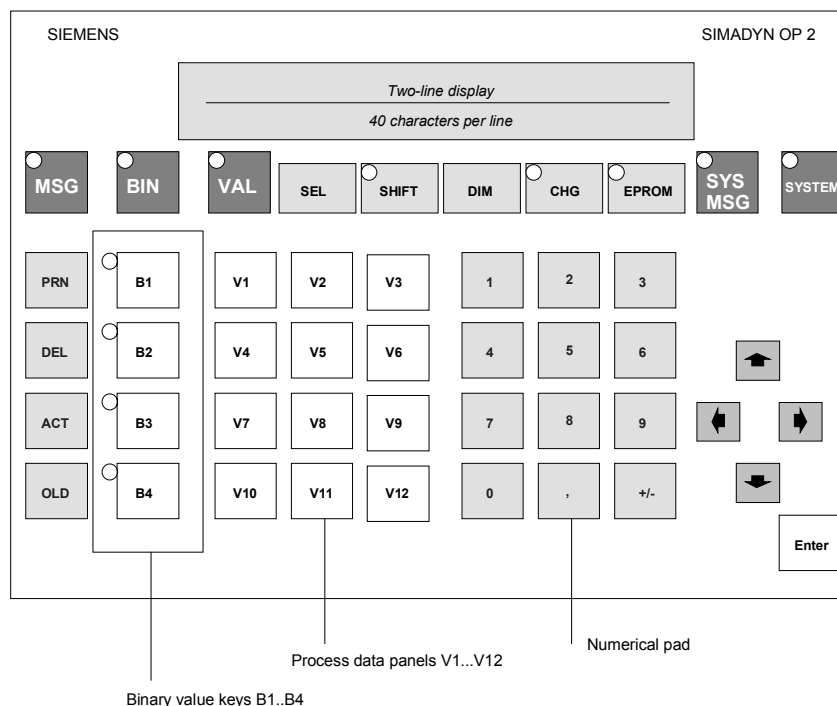 SIEMENS SIMADYN OP 2
Two-line display
40 characters per line
MSG BIN VAL SEL SHIFT DIM CHG EPROM SYS MSG SYSTEM
PRN B1 V1 V2 V3 1 2 3
DEL B2 V4 V5 V6 4 5 6
ACT B3 V7 V8 V9 7 8 9
OLD B4 V10 V11 V12 0 , +/-
Enter
Numerical pad
Process data panels V1...V12
Binary value keys B1..B4